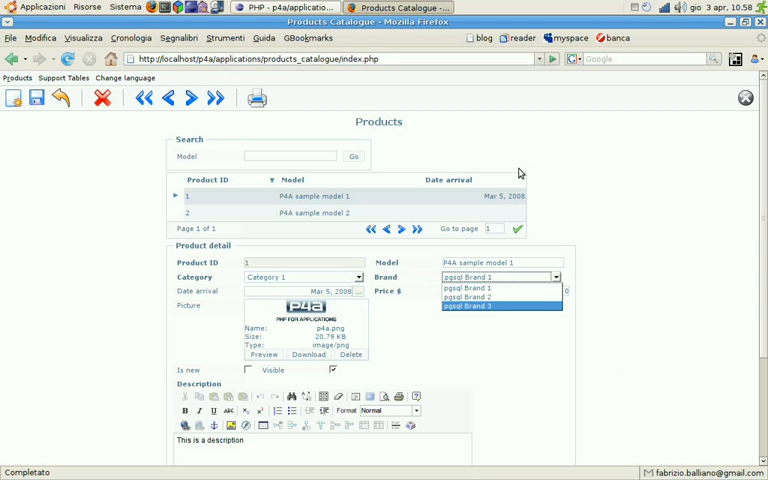 Applicazioni Risorse Sistema PHP - p4a/application... Products Catalogue -... gio 3 apr, 10.58
Products Catalogue - Mozilla Firefox
File Modifica Visualizza Cronologia Segnalibri Strumenti Guida GBookmarks blog reader myspace banca
http://localhost/p4a/applications/products_catalogue/index.php Google
Products Support Tables Change language
Products
Search
Model Go
Product ID Model Date arrival
1 P4A sample model 1 Mar 5, 2008
2 P4A sample model 2
Page 1 of 1 Go to page 1
Product detail
Product ID 1 Model P4A sample model 1
Category Category 1 Brand pgsql Brand 1
pgsql Brand 1
Date arrival Mar 5, 2008 ... Price $ pgsql Brand 2 0
pgsql Brand 3
Picture P4a
PHP FOR APPLICATIONS
Name: p4a.png
Size: 20.79 KB
Type: image/png
Preview Download Delete
Is new Visible
Description
B I U ABC Format Normal
This is a description
Completato fabrizio.balliano@gmail.com